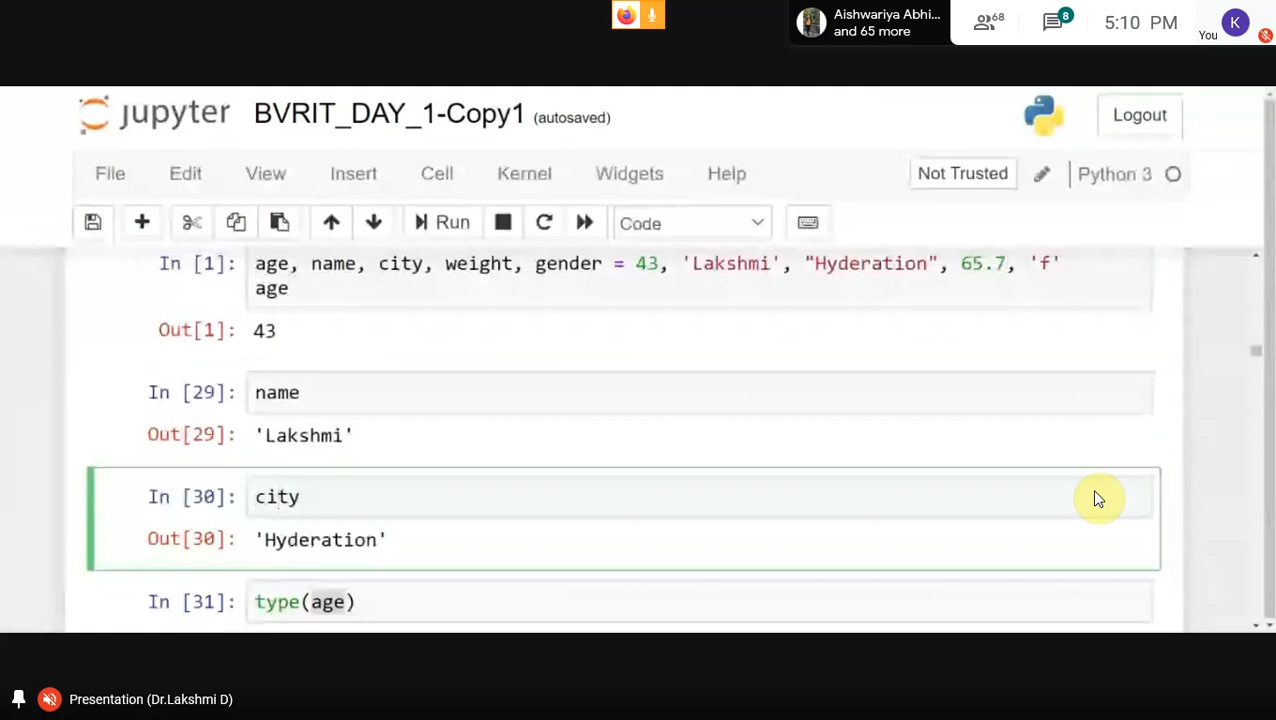 Aishwariya Abhi...
and 65 more
68
8
5:10 PM
K
You
jupyter BVRIT_DAY_1-Copy1 (autosaved)
Logout
File Edit View Insert Cell Kernel Widgets Help
Not Trusted
Python 3
Run
Code
In [1]: age, name, city, weight, gender = 43, 'Lakshmi', "Hyderation", 65.7, 'f'
age
Out[1]: 43
In [29]: name
Out[29]: 'Lakshmi'
In [30]: city
Out[30]: 'Hyderation'
In [31]: type(age)
Presentation (Dr.Lakshmi D)